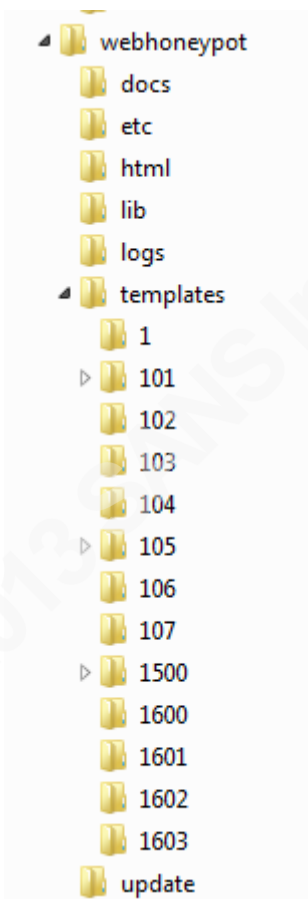 webhoneypot
docs
etc
html
lib
logs
templates
1
101
102
103
104
105
106
107
1500
1600
1601
1602
1603
update